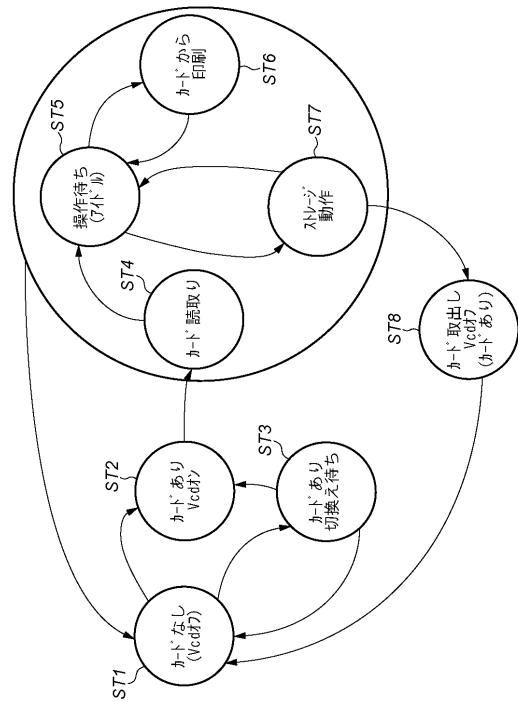 ST1
カードなし
(Vcdオフ)
ST2
カードあり
Vcdオン
ST3
カードあり
切換え待ち
ST4
カード読取り
ST5
操作待ち
(アイドル)
ST6
カードから
印刷
ST7
ストレージ
動作
ST8
カード取出し
Vcdオフ
(カードあり)